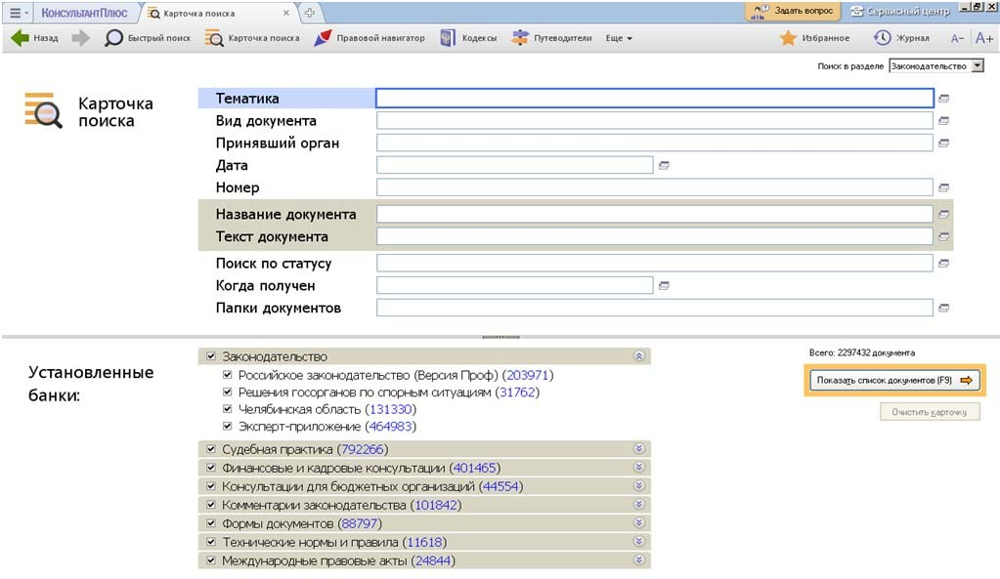 КонсультантПлюс Карточка поиска Задать вопрос Сервисный центр
Назад Быстрый поиск Карточка поиска Правовой навигатор Кодексы Путеводители Еще Избранное Журнал A- A+
Поиск в разделе Законодательство
Карточка поиска
Тематика
Вид документа
Принявший орган
Дата
Номер
Название документа
Текст документа
Поиск по статусу
Когда получен
Папки документов
Установленные банки:
Законодательство
Российское законодательство (Версия Проф) (203971)
Решения госорганов по спорным ситуациям (31762)
Челябинская область (131330)
Эксперт-приложение (464983)
Судебная практика (792266)
Финансовые и кадровые консультации (401465)
Консультации для бюджетных организаций (44554)
Комментарии законодательства (101842)
Формы документов (88797)
Технические нормы и правила (11618)
Международные правовые акты (24844)
Всего: 2297432 документа
Показать список документов (F9)
Очистить карточку